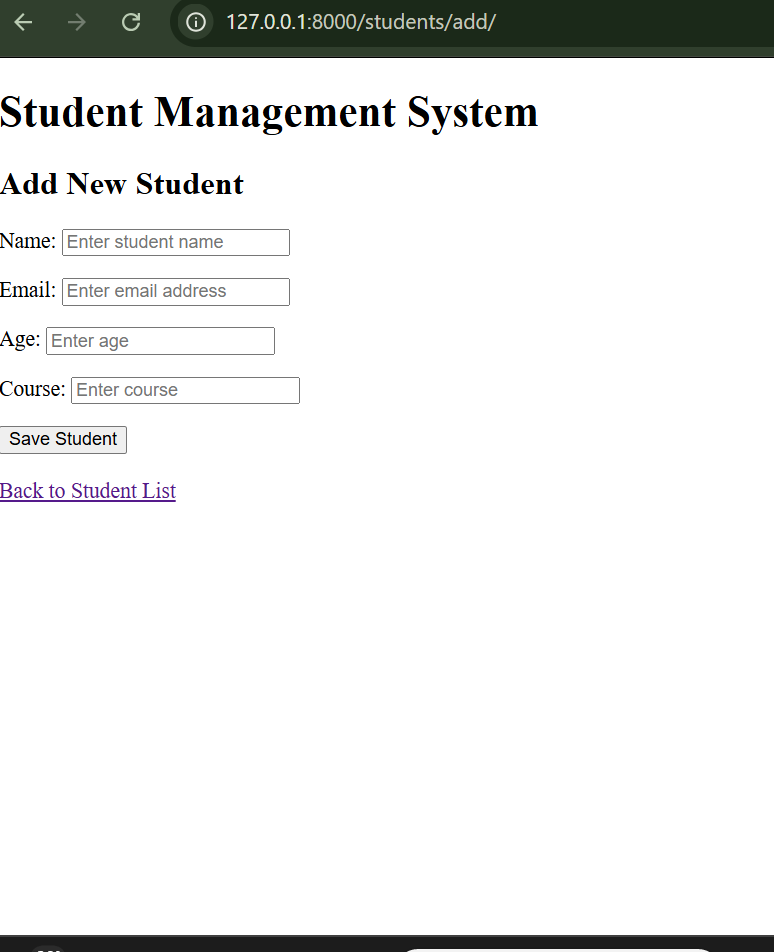 127.0.0.1:8000/students/add/
Student Management System
Add New Student
Name: Enter student name
Email: Enter email address
Age: Enter age
Course: Enter course
Save Student
Back to Student List